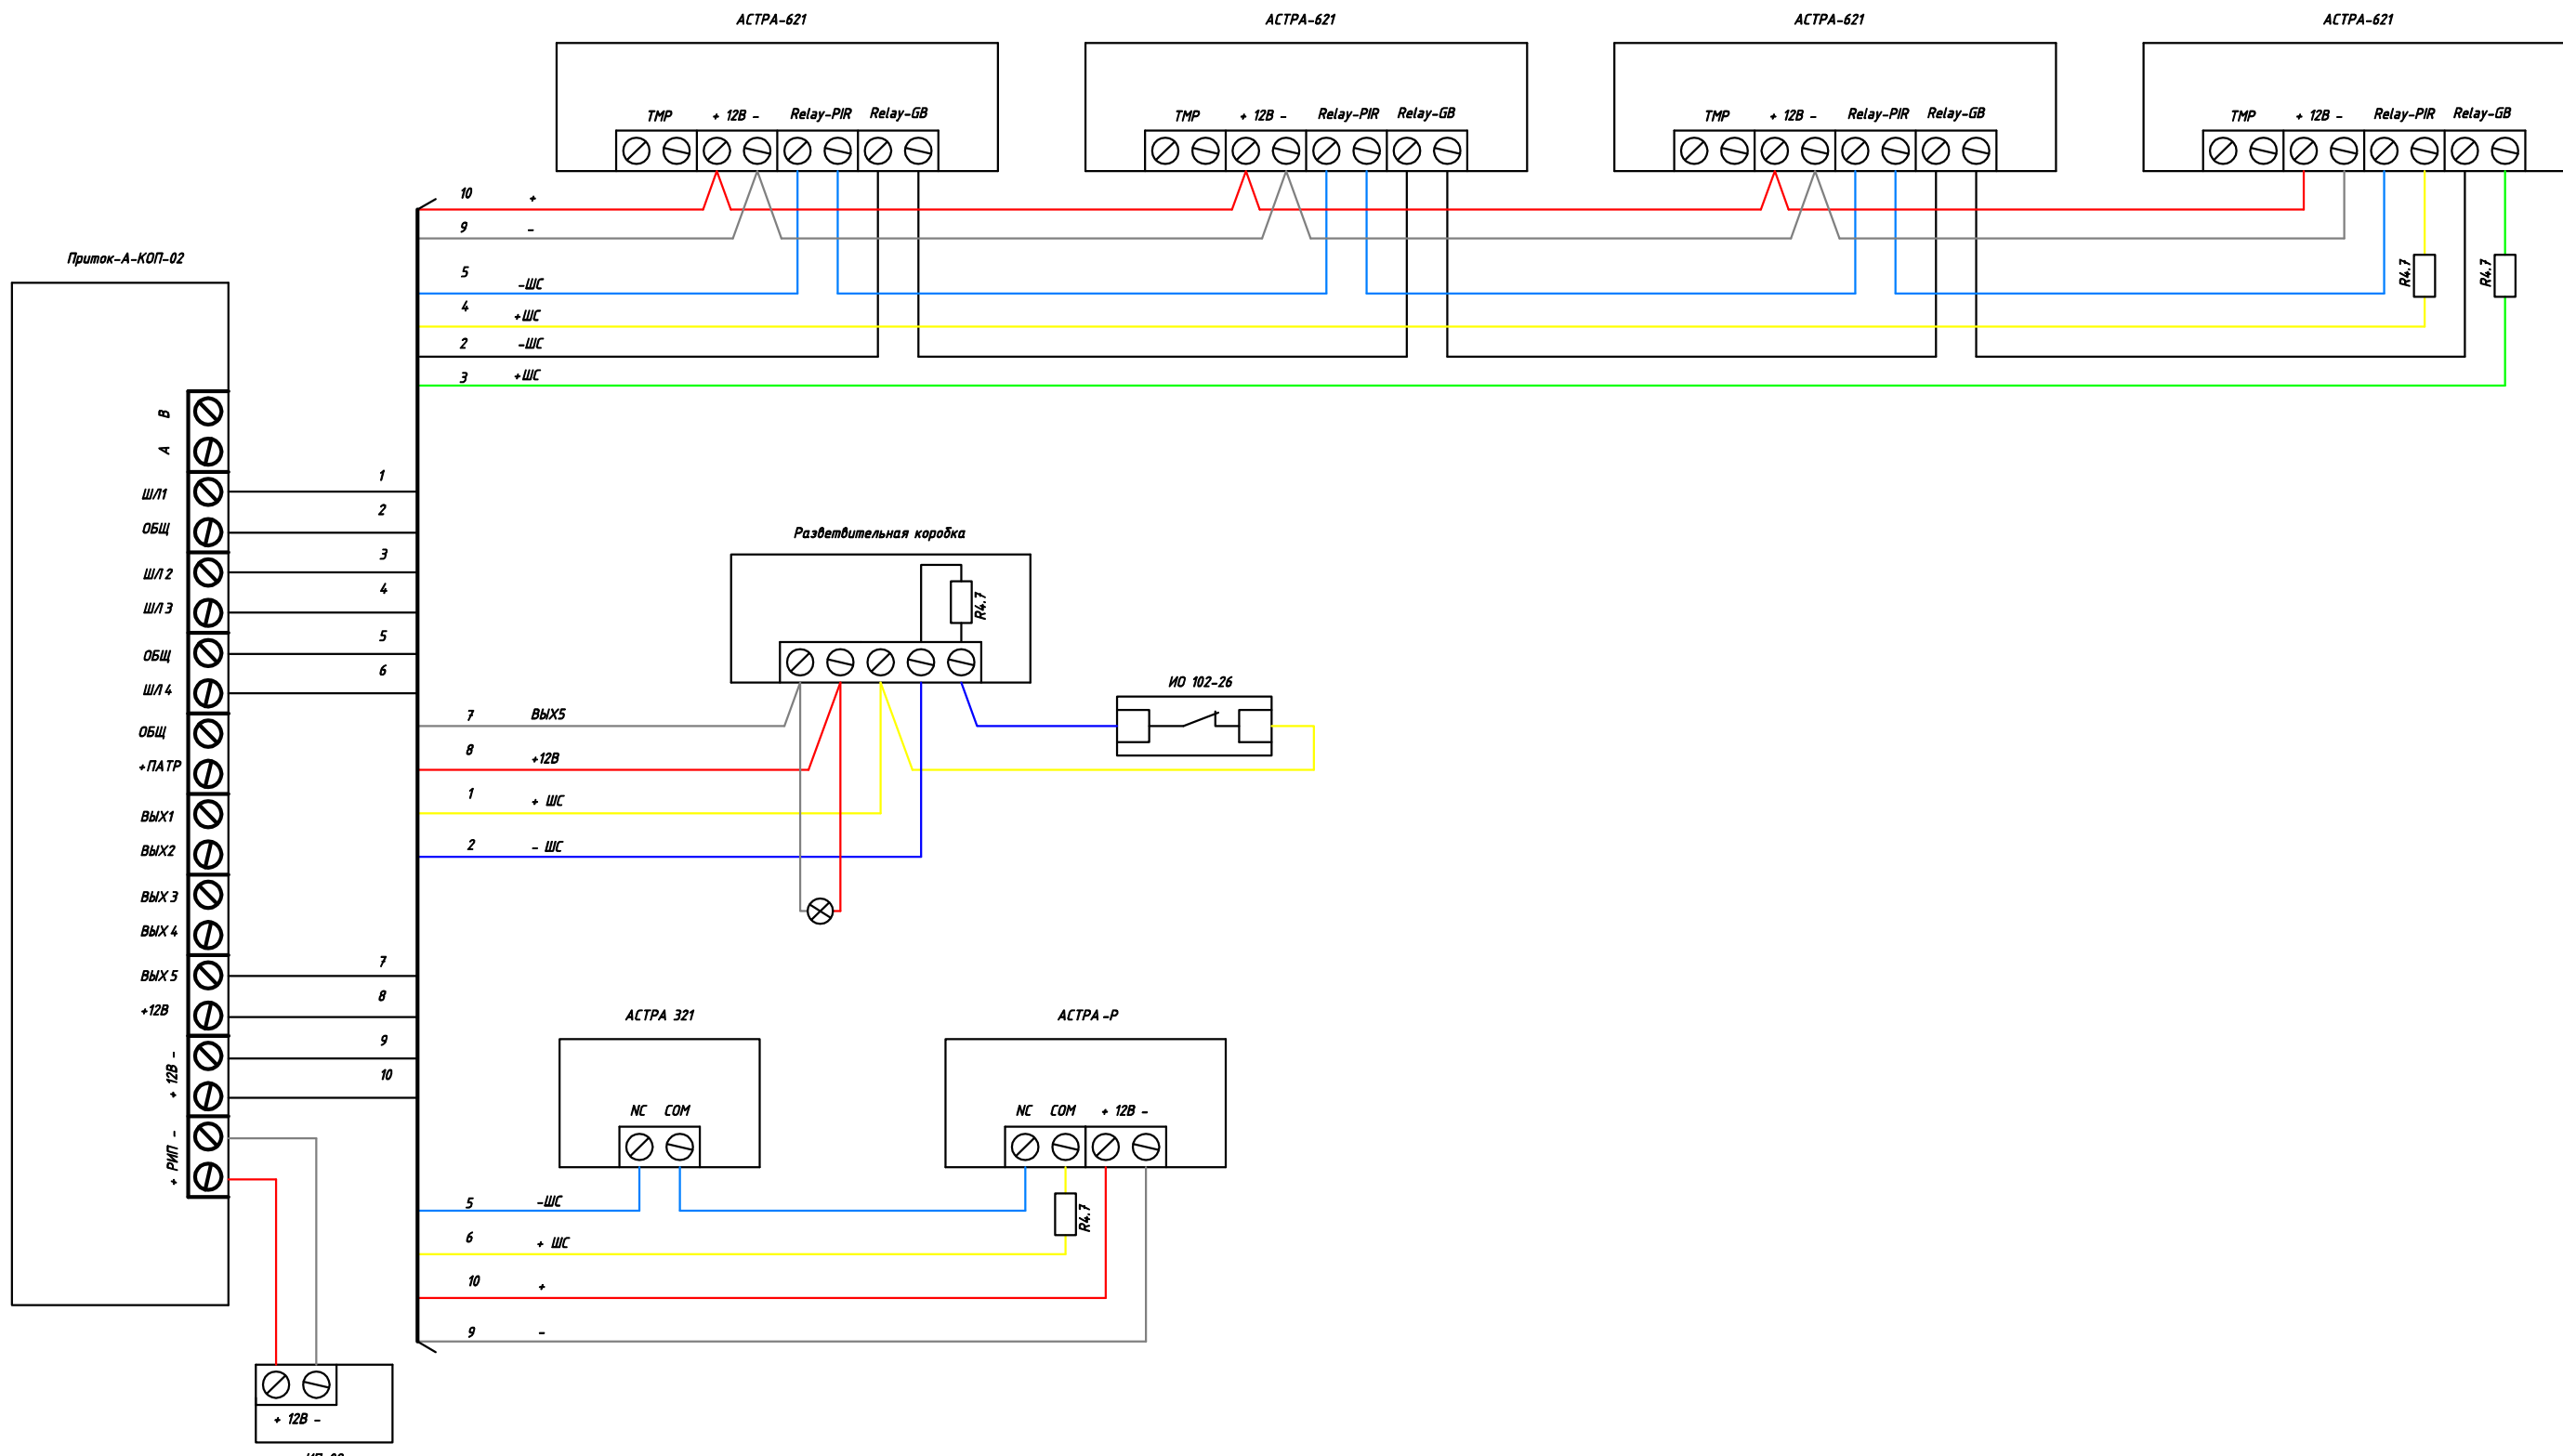 АСТРА-621 АСТРА-621 АСТРА-621 АСТРА-621
TMP + 12В - Relay-PIR Relay-GB TMP + 12В - Relay-PIR Relay-GB TMP + 12В - Relay-PIR Relay-GB TMP + 12В - Relay-PIR Relay-GB
10 +
9 -
5 -ШС
4 +ШС
2 -ШС
3 +ШС
R4.7 R4.7
Приток-А-КОП-02
В
А
ШЛ1 1
ОБЩ 2
ШЛ 2 3
ШЛ 3 4
ОБЩ 5
ШЛ 4 6
ОБЩ
+ПАТР
ВЫХ1
ВЫХ2
ВЫХ 3
ВЫХ 4
ВЫХ 5 7
+12В 8
+ 12В - 9
10
+ РИП -
Разветвительная коробка
R4.7
ИО 102-26
7 ВЫХ5
8 +12В
1 + ШС
2 - ШС
АСТРА 321 АСТРА -Р
NC COM NC COM + 12В -
5 -ШС
R4.7
6 + ШС
10 +
9 -
+ 12В -